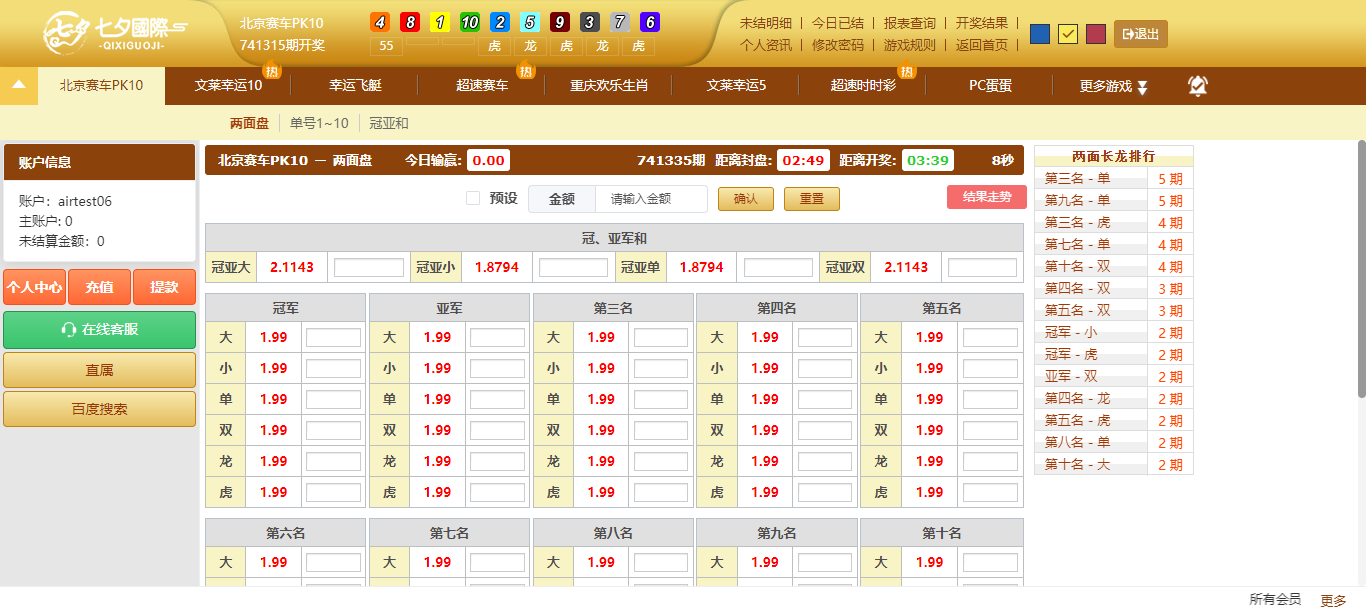 七夕國際
-QIXIGUOJI-
北京赛车PK10
741315期开奖
4 8 1 10 2 5 9 3 7 6
55 虎 龙 虎 龙 虎
未结明细 | 今日已结 | 报表查询 | 开奖结果 |
个人资讯 | 修改密码 | 游戏规则 | 返回首页 |
退出
北京赛车PK10 文莱幸运10 热 幸运飞艇 超速赛车 热 重庆欢乐生肖 文莱幸运5 超速时时彩 热 PC蛋蛋 更多游戏
两面盘 单号1~10 冠亚和
账户信息
账户：airtest06
主账户: 0
未结算金额：0
个人中心 充值 提款
在线客服
直属
百度搜索
北京赛车PK10 — 两面盘 今日输赢: 0.00 741335期 距离封盘: 02:49 距离开奖: 03:39 8秒
预设 金额 请输入金额 确认 重置 结果走势
冠、亚军和
冠亚大 2.1143 冠亚小 1.8794 冠亚单 1.8794 冠亚双 2.1143
冠军 亚军 第三名 第四名 第五名
大 1.99 大 1.99 大 1.99 大 1.99 大 1.99
小 1.99 小 1.99 小 1.99 小 1.99 小 1.99
单 1.99 单 1.99 单 1.99 单 1.99 单 1.99
双 1.99 双 1.99 双 1.99 双 1.99 双 1.99
龙 1.99 龙 1.99 龙 1.99 龙 1.99 龙 1.99
虎 1.99 虎 1.99 虎 1.99 虎 1.99 虎 1.99
第六名 第七名 第八名 第九名 第十名
大 1.99 大 1.99 大 1.99 大 1.99 大 1.99
两面长龙排行
第三名 - 单 5 期
第九名 - 单 5 期
第三名 - 虎 4 期
第七名 - 单 4 期
第十名 - 双 4 期
第四名 - 双 3 期
第五名 - 双 3 期
冠军 - 小 2 期
冠军 - 虎 2 期
亚军 - 双 2 期
第四名 - 龙 2 期
第五名 - 虎 2 期
第八名 - 单 2 期
第十名 - 大 2 期
所有会员 更多